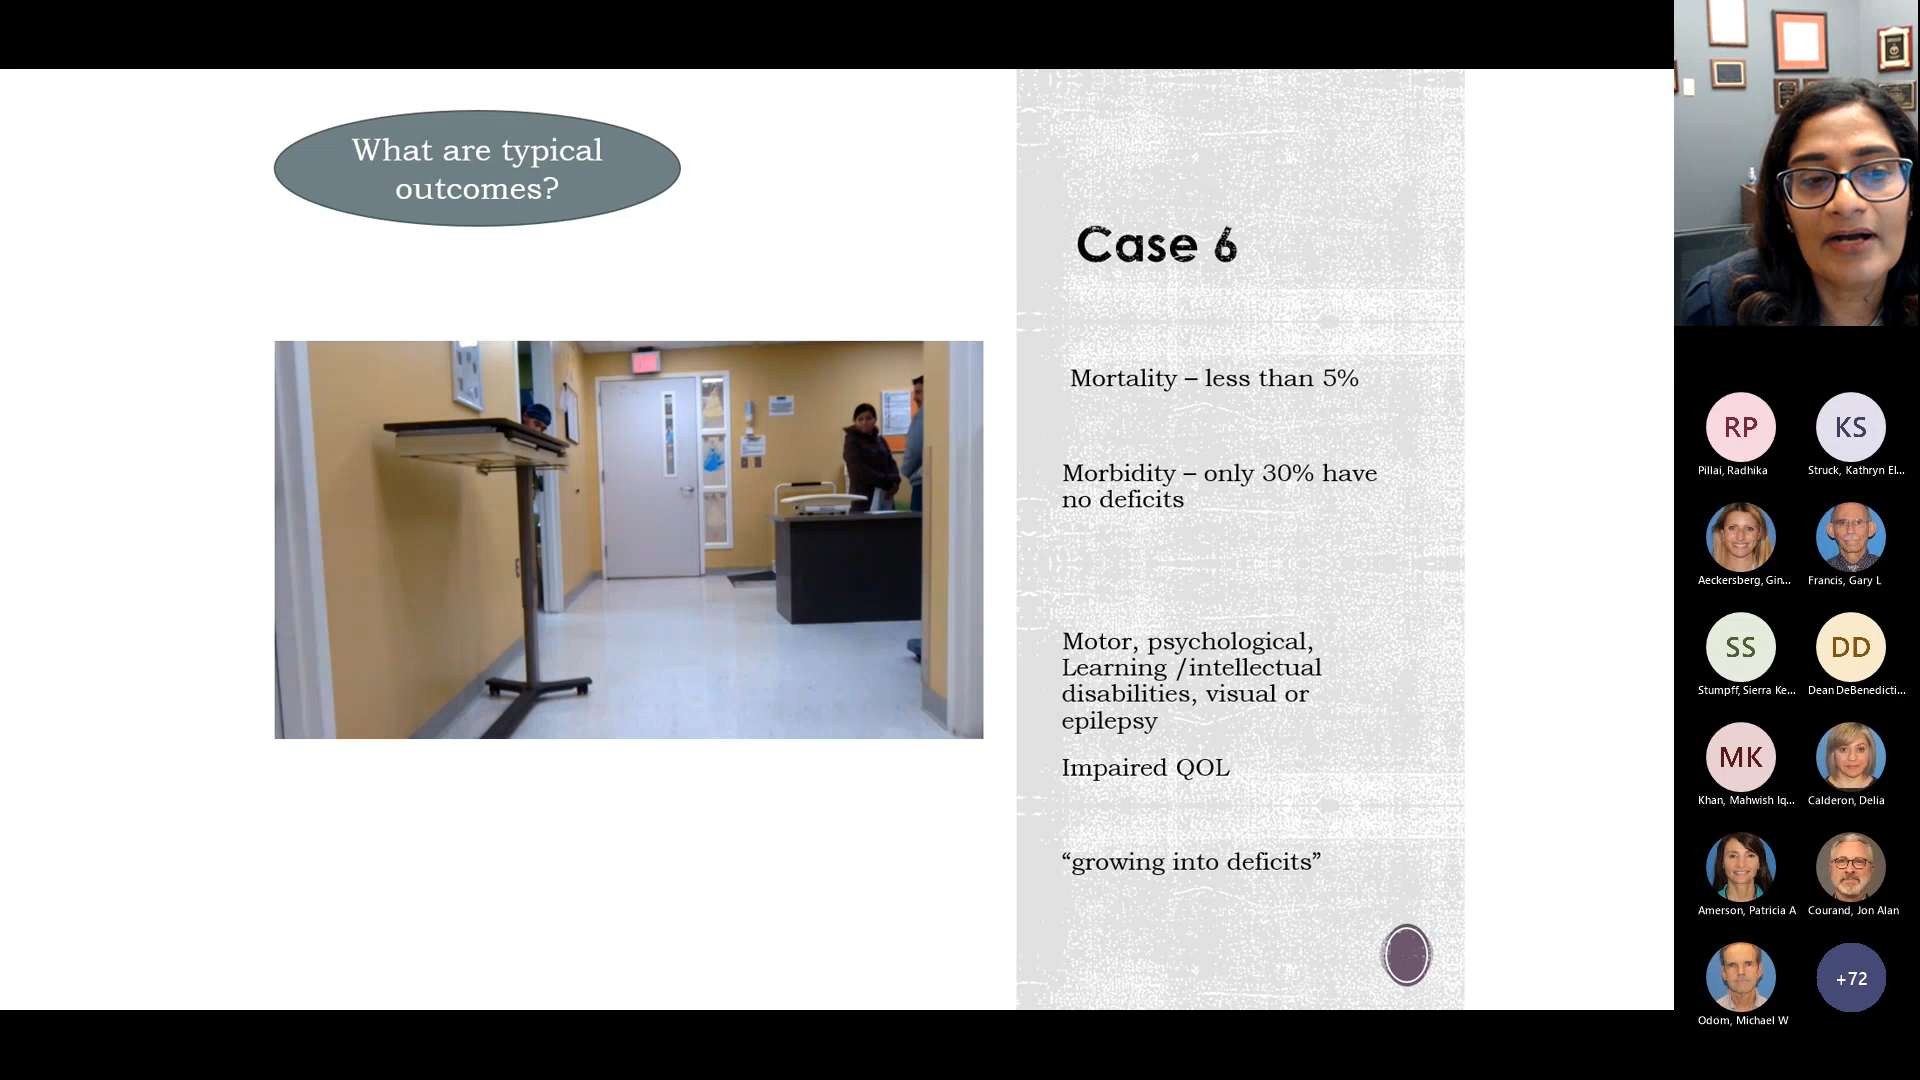 What are typical
outcomes?
Case 6
Mortality – less than 5%
Morbidity – only 30% have
no deficits
Motor, psychological,
Learning /intellectual
disabilities, visual or
epilepsy
Impaired QOL
“growing into deficits”
RP
Pillai, Radhika
KS
Struck, Kathryn El...
Aeckersberg, Gin...
Francis, Gary L
SS
Stumpff, Sierra Ke...
DD
Dean DeBenedicti...
MK
Khan, Mahwish Iq...
Calderon, Delia
Amerson, Patricia A
Courand, Jon Alan
Odom, Michael W
+72